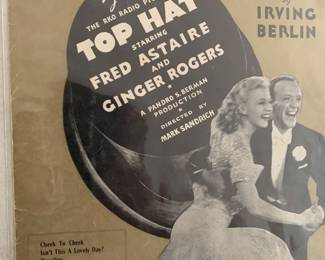 THE RKO RADIO
TOP HAT
STARRING
FRED ASTAIRE
AND
GINGER ROGERS
A PANDRO S. BERMAN
PRODUCTION
DIRECTED BY
MARK SANDRICH
by
IRVING
BERLIN
Cheek To Cheek
Isn't This A Lovely Day?